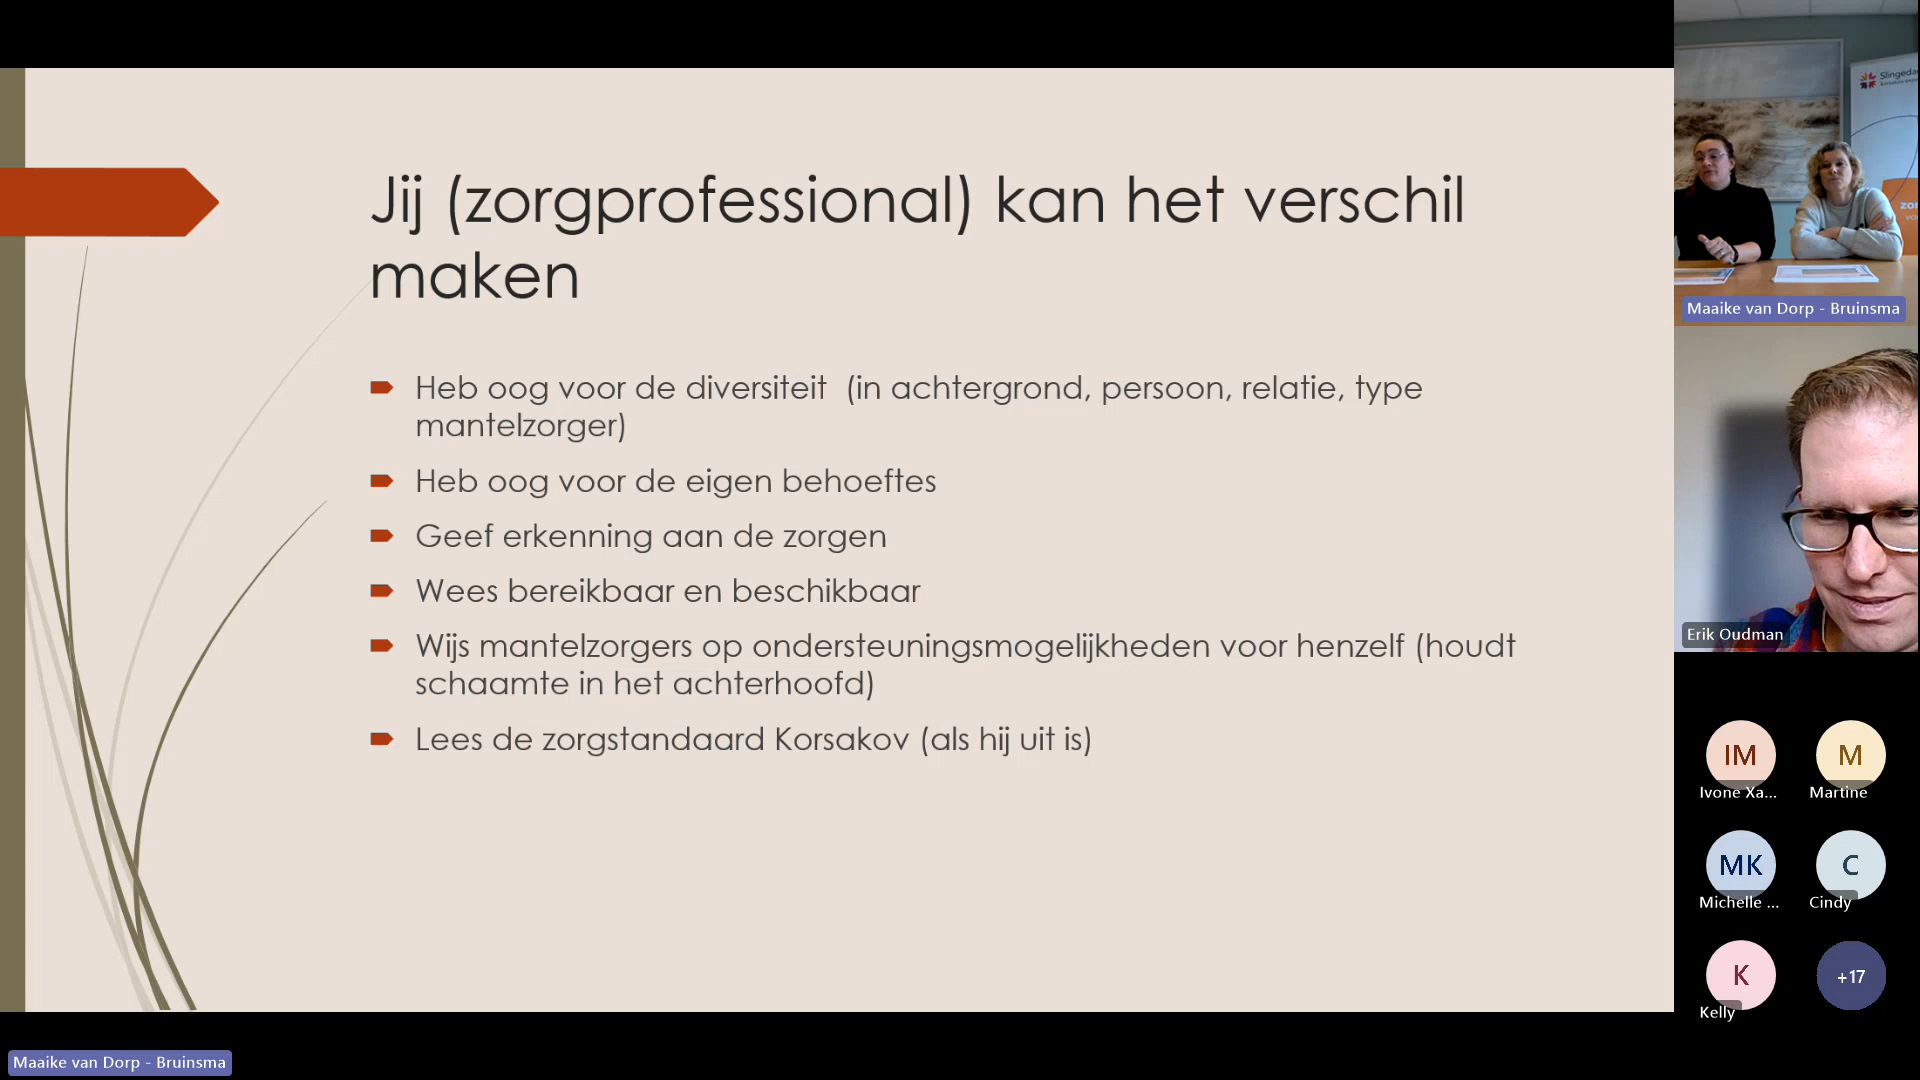 Jij (zorgprofessional) kan het verschil
maken
Heb oog voor de diversiteit (in achtergrond, persoon, relatie, type
mantelzorger)
Heb oog voor de eigen behoeftes
Geef erkenning aan de zorgen
Wees bereikbaar en beschikbaar
Wijs mantelzorgers op ondersteuningsmogelijkheden voor henzelf (houdt
schaamte in het achterhoofd)
Lees de zorgstandaard Korsakov (als hij uit is)
Maaike van Dorp - Bruinsma
Slingeda
Maaike van Dorp - Bruinsma
Erik Oudman
IM
Ivone Xa...
M
Martine
MK
Michelle ...
C
Cindy
K
Kelly
+17